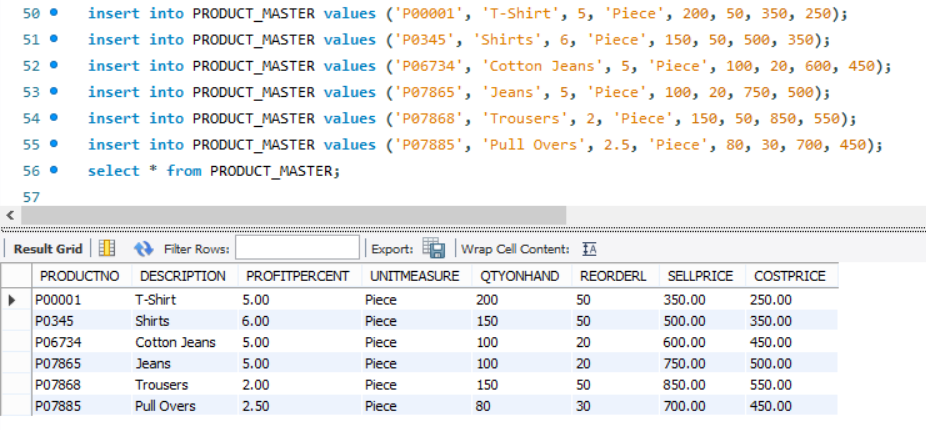 50 insert into PRODUCT_MASTER values ('P00001', 'T-Shirt', 5, 'Piece', 200, 50, 350, 250);
51 insert into PRODUCT_MASTER values ('P0345', 'Shirts', 6, 'Piece', 150, 50, 500, 350);
52 insert into PRODUCT_MASTER values ('P06734', 'Cotton Jeans', 5, 'Piece', 100, 20, 600, 450);
53 insert into PRODUCT_MASTER values ('P07865', 'Jeans', 5, 'Piece', 100, 20, 750, 500);
54 insert into PRODUCT_MASTER values ('P07868', 'Trousers', 2, 'Piece', 150, 50, 850, 550);
55 insert into PRODUCT_MASTER values ('P07885', 'Pull Overs', 2.5, 'Piece', 80, 30, 700, 450);
56 select * from PRODUCT_MASTER;
57
Result Grid Filter Rows: Export: Wrap Cell Content: IA
PRODUCTNO DESCRIPTION PROFITPERCENT UNITMEASURE QTYONHAND REORDERL SELLPRICE COSTPRICE
P00001 T-Shirt 5.00 Piece 200 50 350.00 250.00
P0345 Shirts 6.00 Piece 150 50 500.00 350.00
P06734 Cotton Jeans 5.00 Piece 100 20 600.00 450.00
P07865 Jeans 5.00 Piece 100 20 750.00 500.00
P07868 Trousers 2.00 Piece 150 50 850.00 550.00
P07885 Pull Overs 2.50 Piece 80 30 700.00 450.00